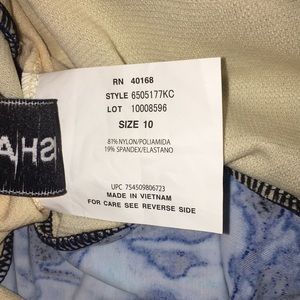 RN 40168
STYLE 6505177KC
LOT 10008596
SIZE 10
81% NYLON/POLIAMIDA
19% SPANDEX/ELASTANO
UPC 754509806723
MADE IN VIETNAM
FOR CARE SEE REVERSE SIDE